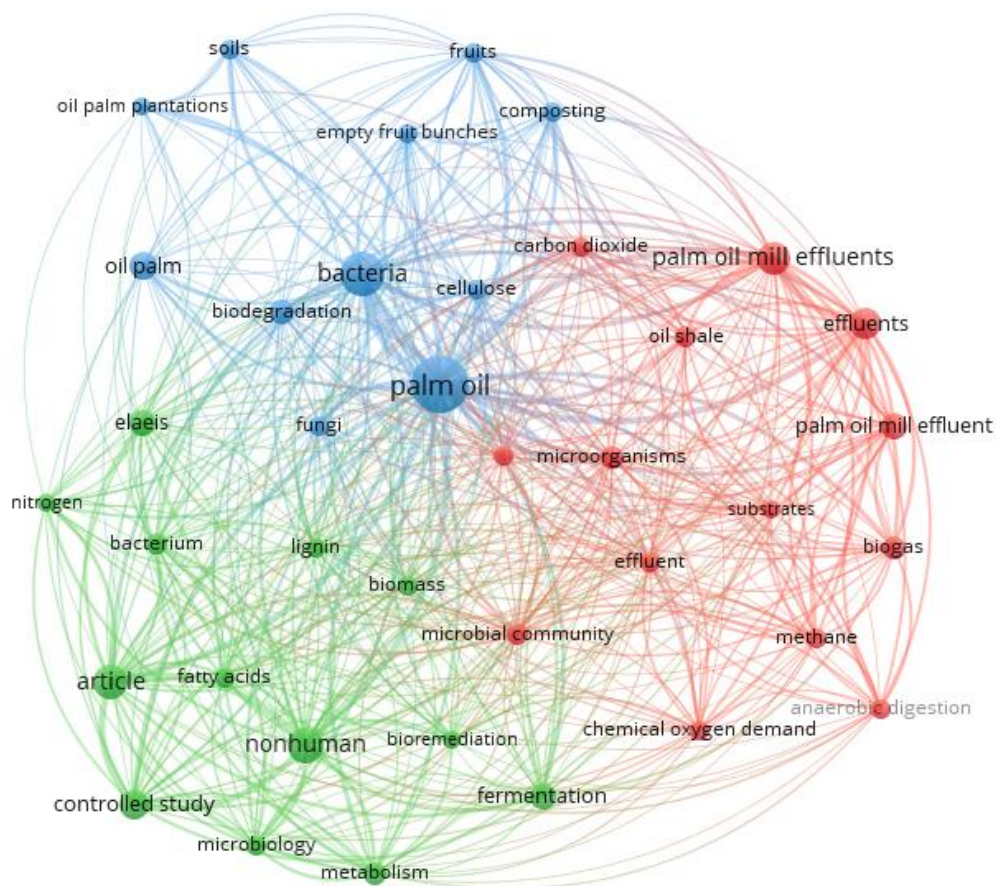 soils
fruits
oil palm plantations
composting
empty fruit bunches
carbon dioxide
palm oil mill effluents
oil palm
bacteria
cellulose
biodegradation
effluents
oil shale
palm oil
elaeis
fungi
palm oil mill effluent
microorganisms
nitrogen
substrates
bacterium
lignin
biogas
effluent
biomass
microbial community
methane
article
fatty acids
anaerobic digestion
chemical oxygen demand
nonhuman
bioremediation
controlled study
fermentation
microbiology
metabolism